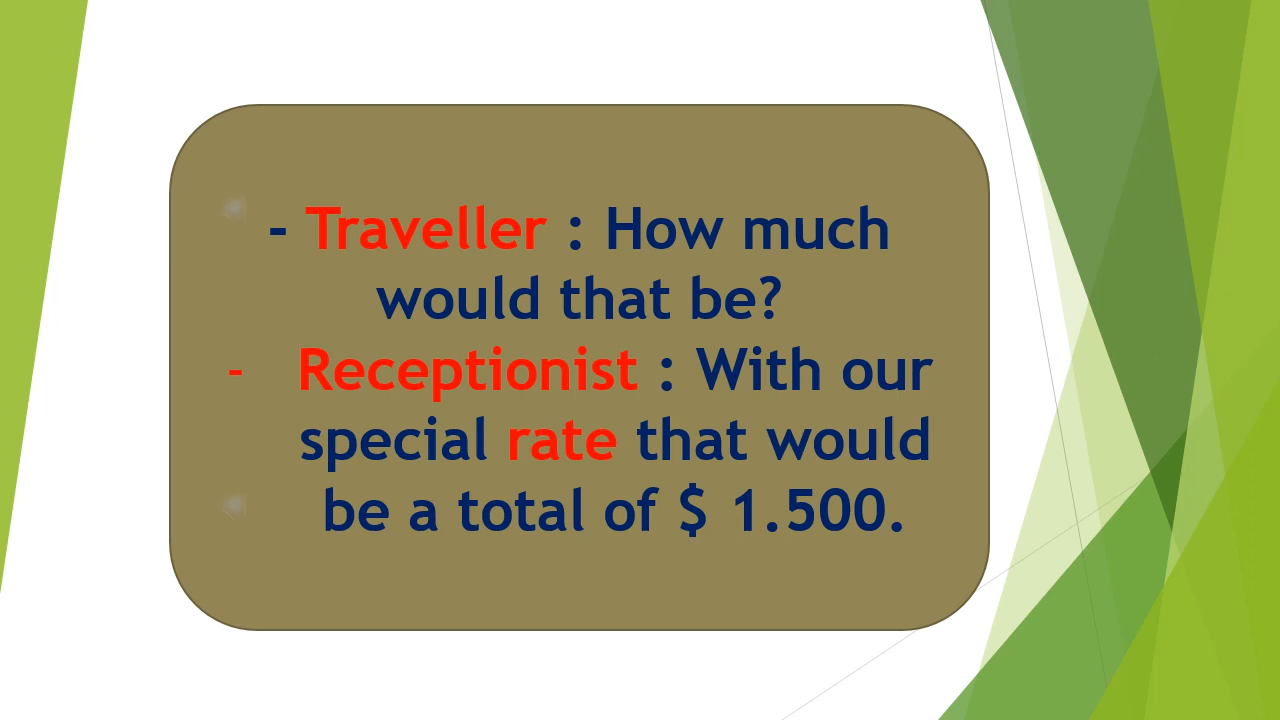 - Traveller : How much
would that be?
- Receptionist : With our
special rate that would
be a total of $ 1.500.